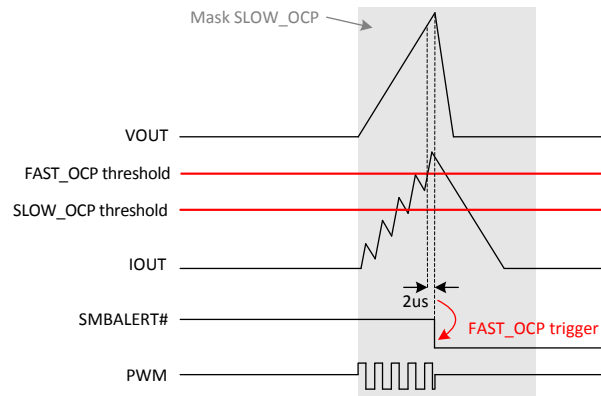 Mask SLOW_OCP
VOUT
FAST_OCP threshold
SLOW_OCP threshold
IOUT
2us
SMBALERT#
FAST_OCP trigger
PWM